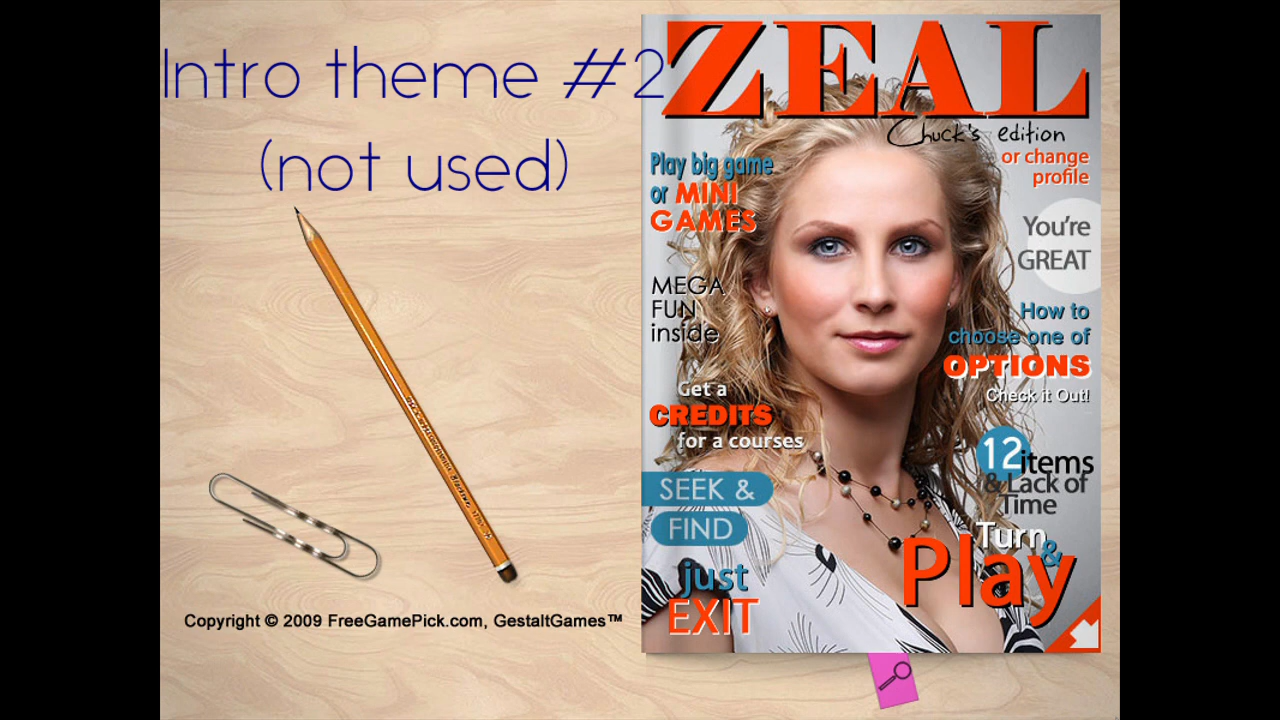 Intro theme #2
(not used)
ZEAL
Chuck's edition
or change
profile
Play big game
or MINI
GAMES
You're
GREAT
MEGA
FUN
inside
How to
choose one of
OPTIONS
Check it Out!
Get a
CREDITS
for a courses
12 items
& Lack of
Time
SEEK &
FIND
Turn
&
Play
just
EXIT
Copyright © 2009 FreeGamePick.com, GestaltGames™